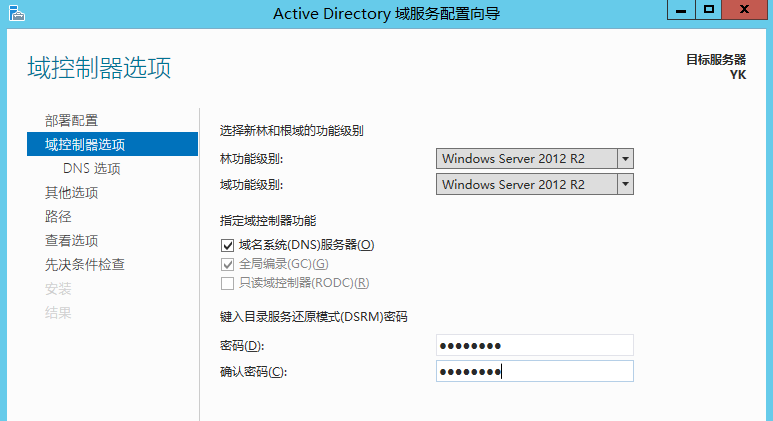 Active Directory 域服务配置向导
域控制器选项
目标服务器
YK
部署配置
域控制器选项
DNS 选项
其他选项
路径
查看选项
先决条件检查
安装
结果
选择新林和根域的功能级别
林功能级别: Windows Server 2012 R2
域功能级别: Windows Server 2012 R2
指定域控制器功能
域名系统(DNS)服务器(O)
全局编录(GC)(G)
只读域控制器(RODC)(R)
键入目录服务还原模式(DSRM)密码
密码(D): ●●●●●●●●
确认密码(C): ●●●●●●●●